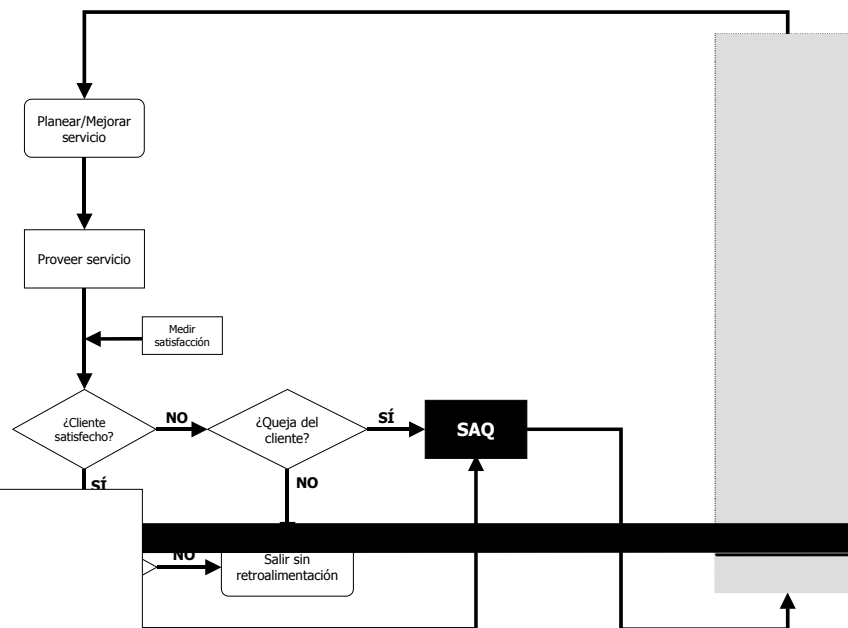 Planear/Mejorar
servicio
Proveer servicio
Medir
satisfacción
¿Cliente
satisfecho?
NO
¿Queja del
cliente?
SÍ
SAQ
SÍ
NO
NO
Salir sin
retroalimentación